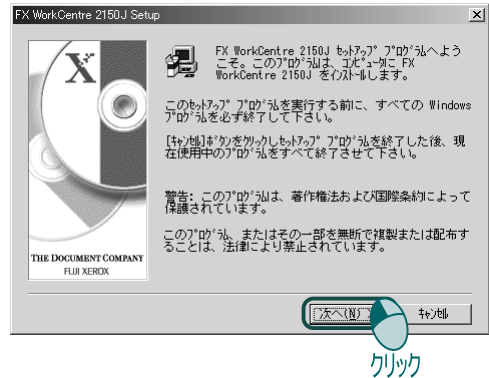 FX WorkCentre 2150J Setup
X
FX WorkCentre 2150J ｾｯﾄｱｯﾌﾟ ﾌﾟﾛｸﾞﾗﾑへよう
こそ。このﾌﾟﾛｸﾞﾗﾑは、ｺﾝﾋﾟｭｰﾀに FX
WorkCentre 2150J をｲﾝｽﾄｰﾙします。
このｾｯﾄｱｯﾌﾟ ﾌﾟﾛｸﾞﾗﾑを実行する前に、すべての Windows
ﾌﾟﾛｸﾞﾗﾑを必ず終了して下さい。
[ｷｬﾝｾﾙ]ﾎﾞﾀﾝをｸﾘｯｸしｾｯﾄｱｯﾌﾟ ﾌﾟﾛｸﾞﾗﾑを終了した後、現
在使用中のﾌﾟﾛｸﾞﾗﾑをすべて終了させて下さい。
警告: このﾌﾟﾛｸﾞﾗﾑは、著作権法および国際条約によって
保護されています。
このﾌﾟﾛｸﾞﾗﾑ、またはその一部を無断で複製または配布す
ることは、法律により禁止されています。
THE DOCUMENT COMPANY
FUJI XEROX
次へ(N)
ｷｬﾝｾﾙ
クリック